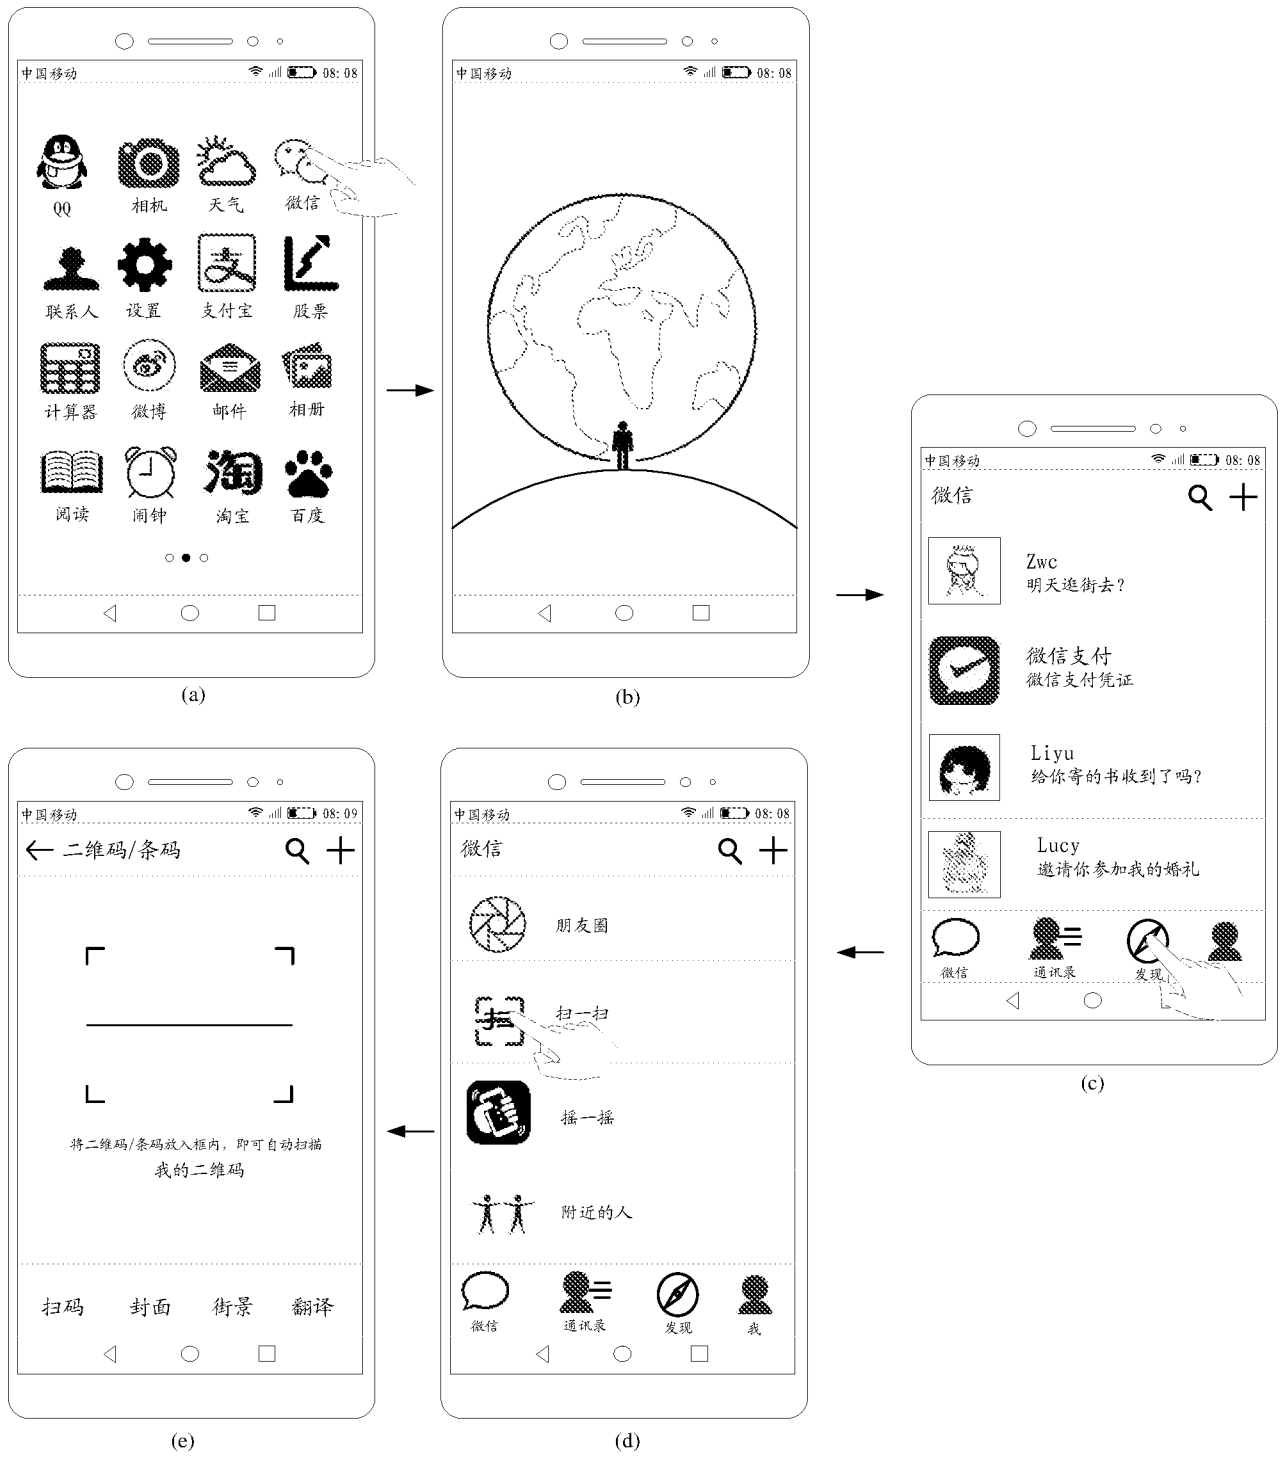 中国移动 08:08
QQ 相机 天气 微信
联系人 设置 支付宝 股票
计算器 微博 邮件 相册
阅读 闹钟 淘宝 百度
(a)
中国移动 08:08
(b)
中国移动 08:08
微信
Zwc
明天逛街去?
微信支付
微信支付凭证
Liyu
给你寄的书收到了吗?
Lucy
邀请你参加我的婚礼
微信 通讯录 发现
(c)
中国移动 08:08
微信
朋友圈
扫 扫一扫
摇一摇
附近的人
微信 通讯录 发现 我
(d)
中国移动 08:09
二维码/条码
将二维码/条码放入框内，即可自动扫描
我的二维码
扫码 封面 街景 翻译
(e)
支
淘